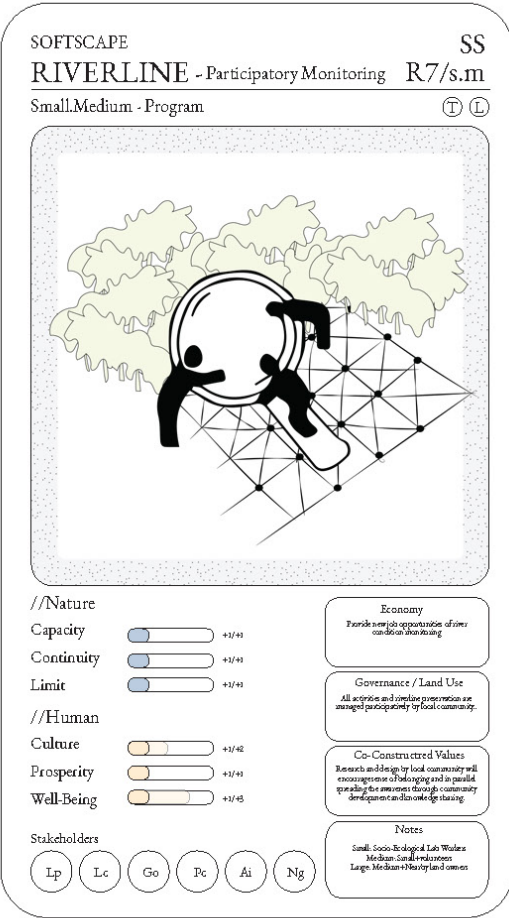 SOFTSCAPE
SS
RIVERLINE - Participatory Monitoring
R7/s.m
Small.Medium - Program
T L
//Nature
Capacity +1/+1
Continuity +1/+1
Limit +1/+1
//Human
Culture +1/+2
Prosperity +1/+1
Well-Being +1/+3
Stakeholders
Lp Lc Go Pc Ai Ng
Economy
Provide new job opportunities of river
condition monitoring
Governance / Land Use
All activities and riverline preservation are
managed participatively by local community.
Co-Constructred Values
Research and design by local community will
encourage sense of belonging and in parallel
spreading the awareness through community
development and knowledge sharing.
Notes
Small: Socio-Ecological Lab Workers
Medium: Small+volunteers
Large: Medium+Nearby land owners